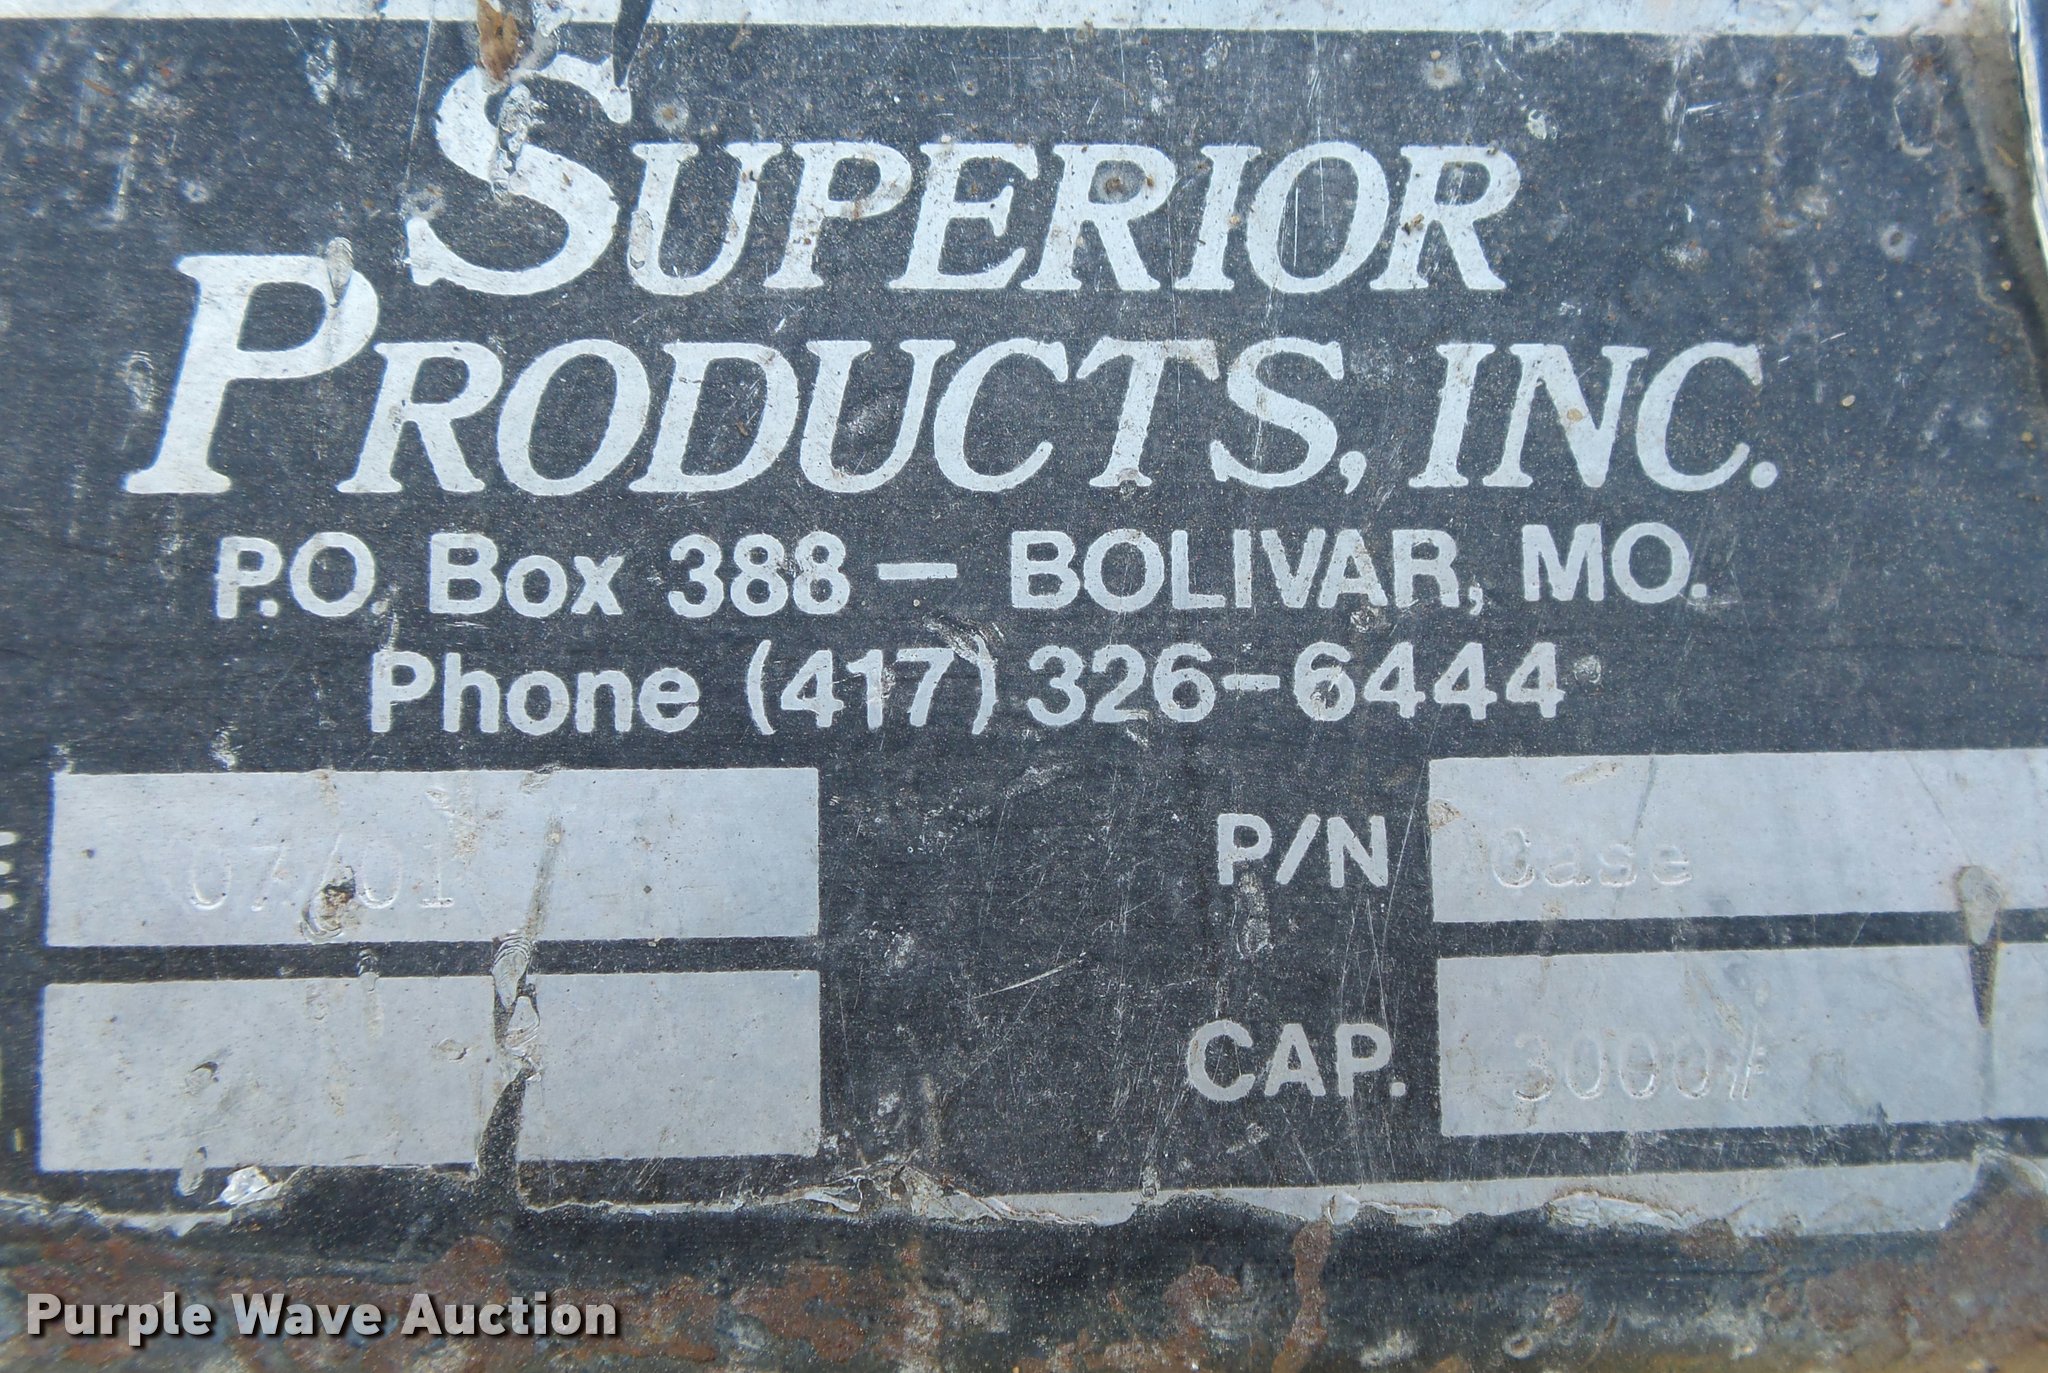 SUPERIOR
PRODUCTS, INC.
P.O. Box 388 — BOLIVAR, MO.
Phone (417) 326-6444
07/01 P/N Case
CAP. 3000#
Purple Wave Auction